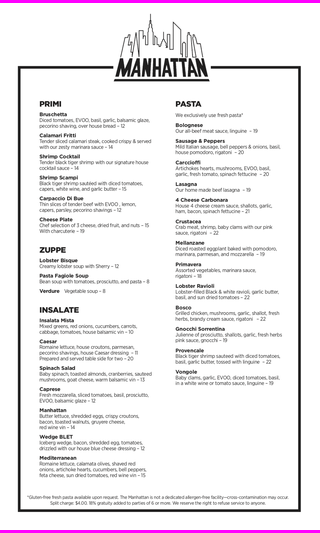 MANHATTAN
PRIMI
Bruschetta
Diced tomatoes, EVOO, basil, garlic, balsamic glaze,
pecorino shaving, over house bread – 12
Calamari Fritti
Tender sliced calamari steak, cooked crisp & served
with our zesty marinara sauce – 14
Shrimp Cocktail
Tender black tiger shrimp with our signature house
cocktail sauce – 14
Shrimp Scampi
Black tiger shrimp sautéed with diced tomatoes,
capers, white wine, and garlic butter – 15
Carpaccio Di Bue
Thin slices of tender beef with EVOO, lemon,
capers, parsley, pecorino shavings – 12
Cheese Plate
Chef selection of 3 cheese, dried fruit, and nuts – 15
With charcuterie – 19
ZUPPE
Lobster Bisque
Creamy lobster soup with Sherry – 12
Pasta Fagiole Soup
Bean soup with tomatoes, prosciutto, and pasta – 8
Verdure Vegetable soup – 8
INSALATE
Insalata Mista
Mixed greens, red onions, cucumbers, carrots,
cabbage, tomatoes, house balsamic vin – 10
Caesar
Romaine lettuce, house croutons, parmesan,
pecorino shavings, house Caesar dressing – 11
Prepared and served table side for two – 20
Spinach Salad
Baby spinach, toasted almonds, cranberries, sauteed
mushrooms, goat cheese, warm balsamic vin – 13
Caprese
Fresh mozzarella, sliced tomatoes, basil, prosciutto,
EVOO, balsamic glaze – 12
Manhattan
Butter lettuce, shredded eggs, crispy croutons,
bacon, toasted walnuts, gruyere cheese,
red wine vin – 14
Wedge BLET
Iceberg wedge, bacon, shredded egg, tomatoes,
drizzled with our house blue cheese dressing – 12
Mediterranean
Romaine lettuce, calamata olives, shaved red
onions, artichoke hearts, cucumbers, bell peppers,
feta cheese, sun dried tomatoes, red wine vin – 15
PASTA
We exclusively use fresh pasta*
Bolognese
Our all-beef meat sauce, linguine – 19
Sausage & Peppers
Mild Italian sausage, bell peppers & onions, basil,
house pomodoro, rigatoni – 20
Carcioffi
Artichokes hearts, mushrooms, EVOO, basil,
garlic, fresh tomato, spinach fettucine – 20
Lasagna
Our home made beef lasagna – 19
4 Cheese Carbonara
House 4 cheese cream sauce, shallots, garlic,
ham, bacon, spinach fettucine – 21
Crustacea
Crab meat, shrimp, baby clams with our pink
sauce, rigatoni – 22
Mellanzane
Diced roasted eggplant baked with pomodoro,
marinara, parmesan, and mozzarella – 19
Primavera
Assorted vegetables, marinara sauce,
rigatoni – 18
Lobster Ravioli
Lobster-filled Black & white ravioli, garlic butter,
basil, and sun dried tomatoes – 22
Bosco
Grilled chicken, mushrooms, garlic, shallot, fresh
herbs, brandy cream sauce, rigatoni – 22
Gnocchi Sorrentina
Julienne of prosciutto, shallots, garlic, fresh herbs
pink sauce, gnocchi – 19
Provencale
Black tiger shrimp sauteed with diced tomatoes,
basil, garlic butter, tossed with linguine – 22
Vongole
Baby clams, garlic, EVOO, diced tomatoes, basil,
in a white wine or tomato sauce, linguine – 19
*Gluten-free fresh pasta available upon request. The Manhattan is not a dedicated allergen-free facility—cross-contamination may occur.
Split charge: $4.00. 18% gratuity added to parties of 6 or more. We reserve the right to refuse service to anyone.